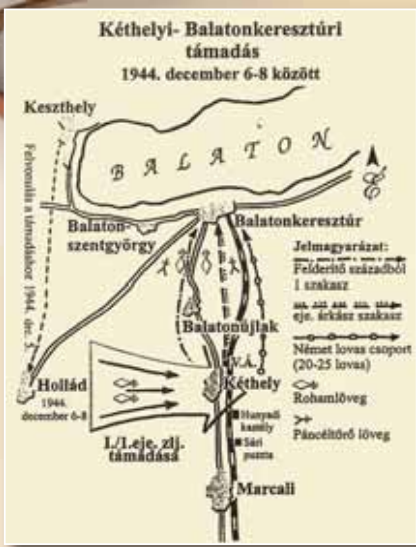 Kéthelyi- Balatonkeresztúri
támadás
1944. december 6-8 között
Keszthely
BALATON
É
Felvonulás a támadáshoz 1944. dec. 5.
Balaton-
szentgyörgy
Balatonkeresztúr
Jelmagyarázat:
Felderítő századból
1 szakasz
eje. árkász szakasz
Német lovas csoport
(20-25 lovas)
Rohamlöveg
Páncéltörő löveg
Balatonújlak
V.Á.
Kéthely
Hollád
1944.
december 6-8
Hunyadi
kastély
Sári
puszta
I./1.eje. zlj.
támadása
Marcali